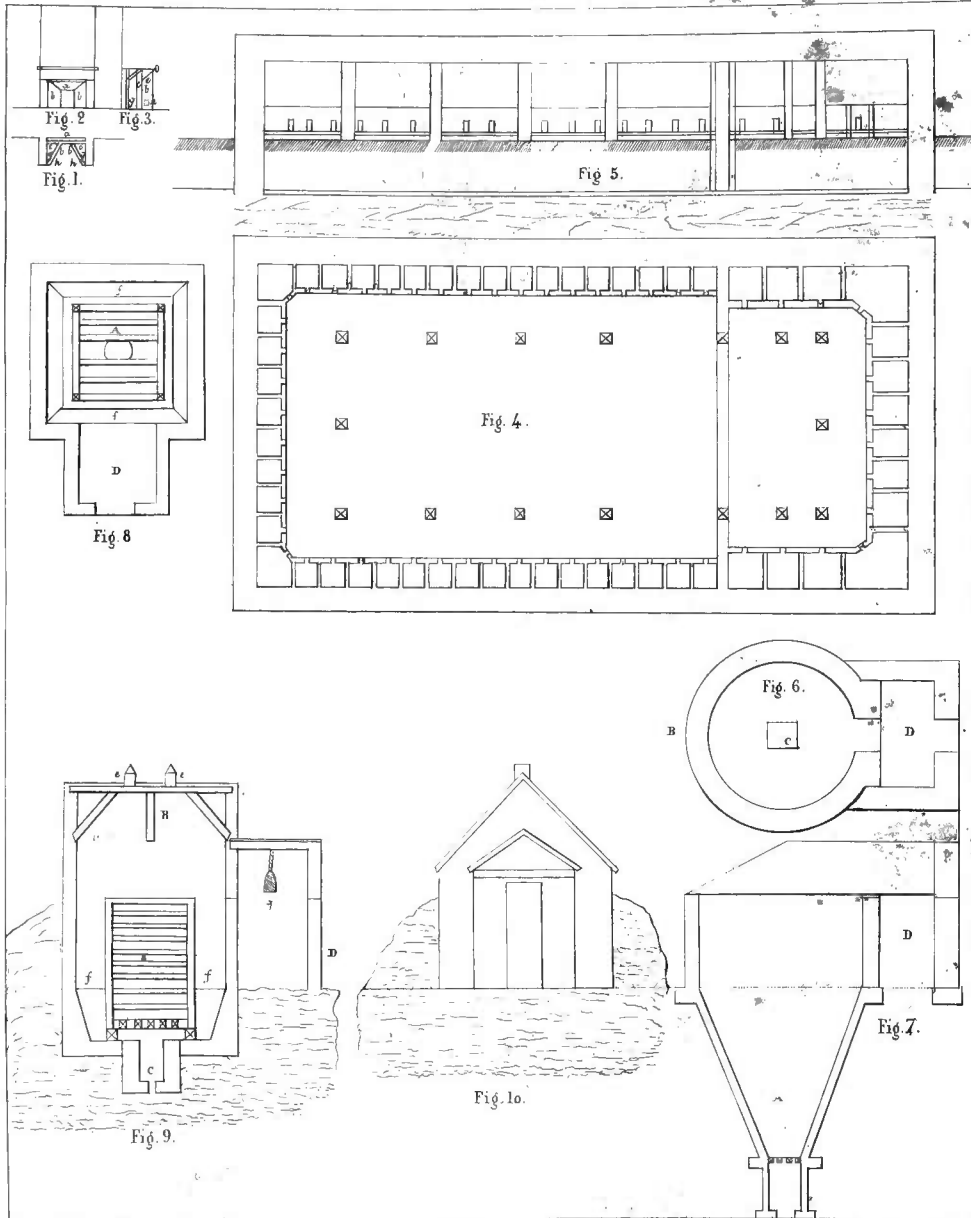 a
b b
c
b
Fig. 2
Fig. 3.
a
b b
h h
Fig. 1.
Fig 5.
f
A
f
D
Fig. 8
Fig. 4.
Fig. 6.
B
C
D
e e
B
D
f f
C
Fig. 9.
Fig. 10.
D
A
Fig. 7.